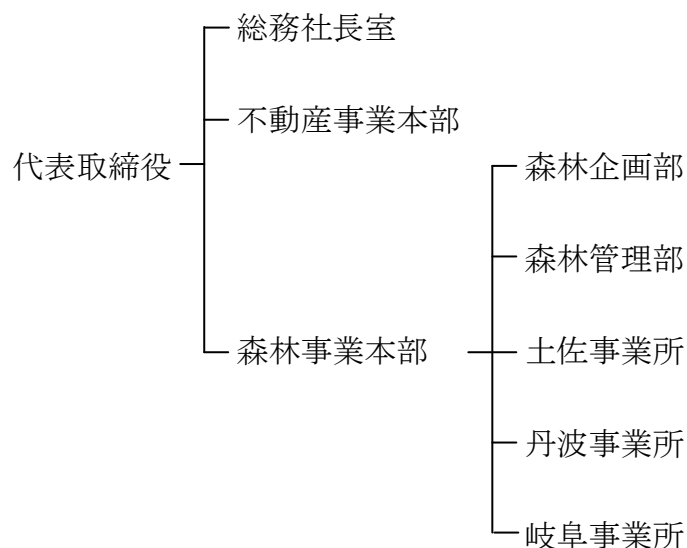 総務社長室
不動産事業本部
代表取締役
森林企画部
森林管理部
森林事業本部
土佐事業所
丹波事業所
岐阜事業所